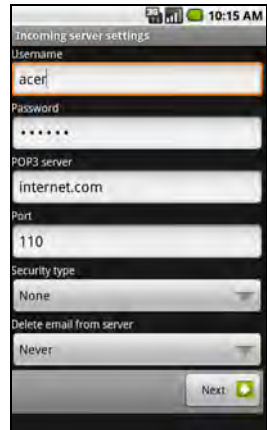 10:15 AM
Incoming server settings
Username
acer
Password
••••••
POP3 server
internet.com
Port
110
Security type
None
Delete email from server
Never
Next